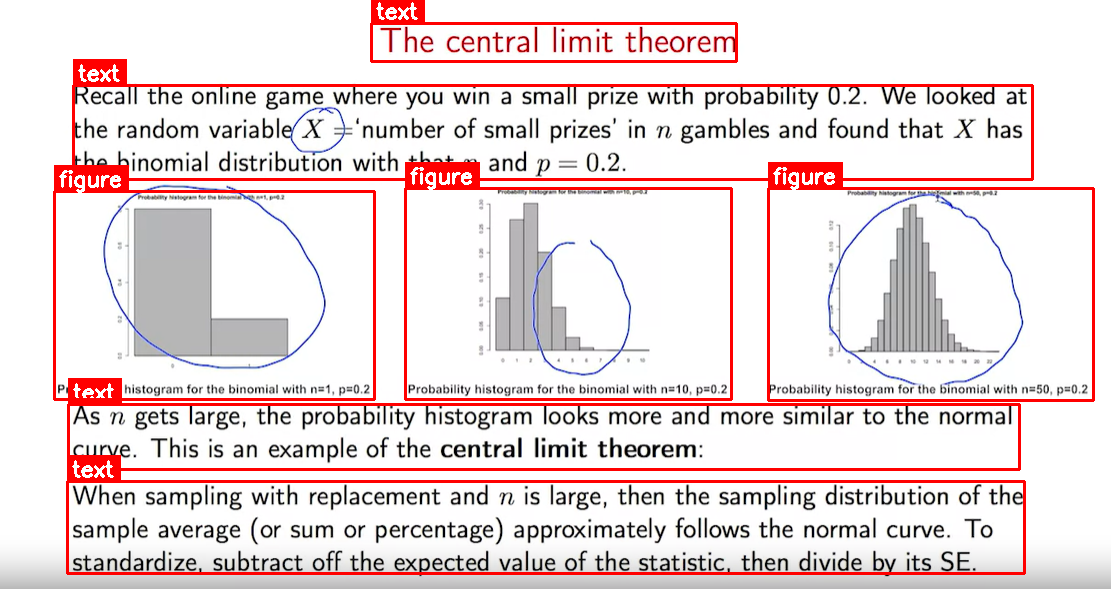 text
The central limit theorem
text
Recall the online game where you win a small prize with probability 0.2. We looked at
the random variable X = 'number of small prizes' in n gambles and found that X has
the binomial distribution with that n and p = 0.2.
figure
figure
figure
Probability histogram for the binomial with n=1, p=0.2
Probability histogram for the binomial with n=10, p=0.2
Probability histogram for the binomial with n=50, p=0.2
histogram for the binomial with n=1, p=0.2
Probability histogram for the binomial with n=10, p=0.2
Probability histogram for the binomial with n=50, p=0.2
text
As n gets large, the probability histogram looks more and more similar to the normal
curve. This is an example of the central limit theorem:
text
When sampling with replacement and n is large, then the sampling distribution of the
sample average (or sum or percentage) approximately follows the normal curve. To
standardize, subtract off the expected value of the statistic, then divide by its SE.